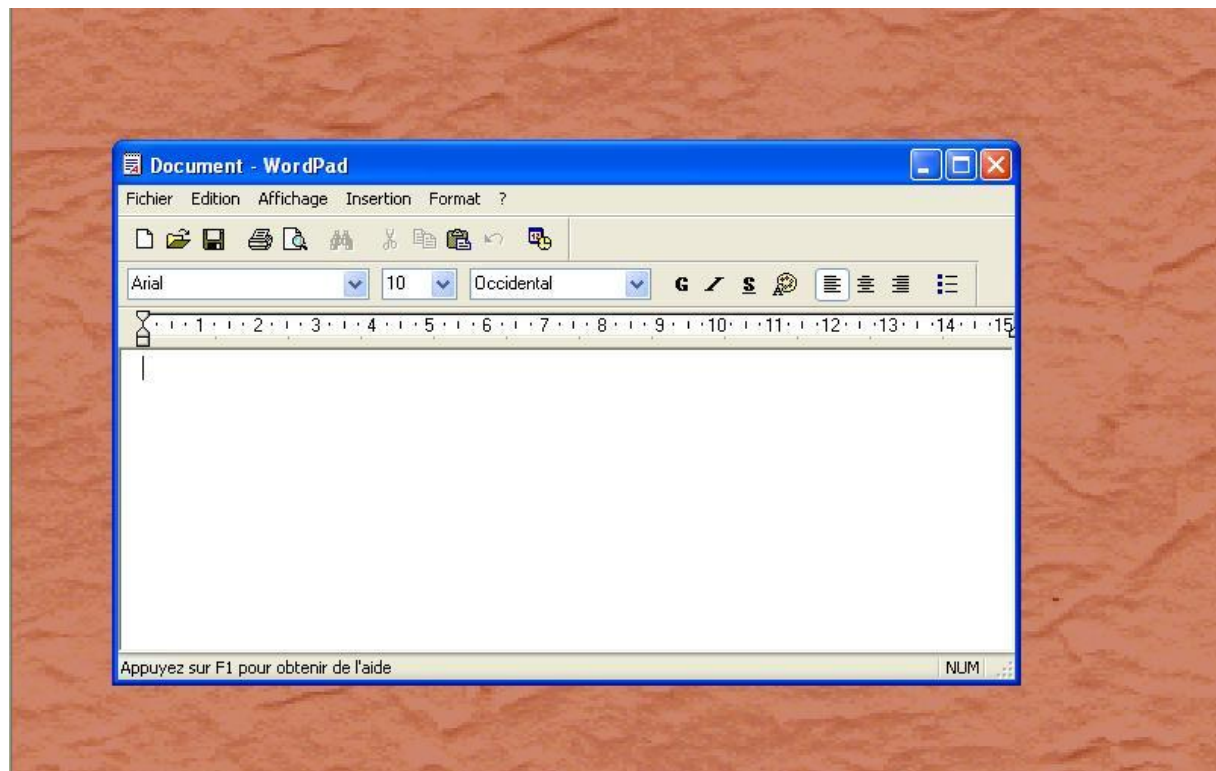 Document - WordPad
Fichier Edition Affichage Insertion Format ?
Arial 10 Occidental G I S
1 2 3 4 5 6 7 8 9 10 11 12 13 14 15
Appuyez sur F1 pour obtenir de l'aide NUM